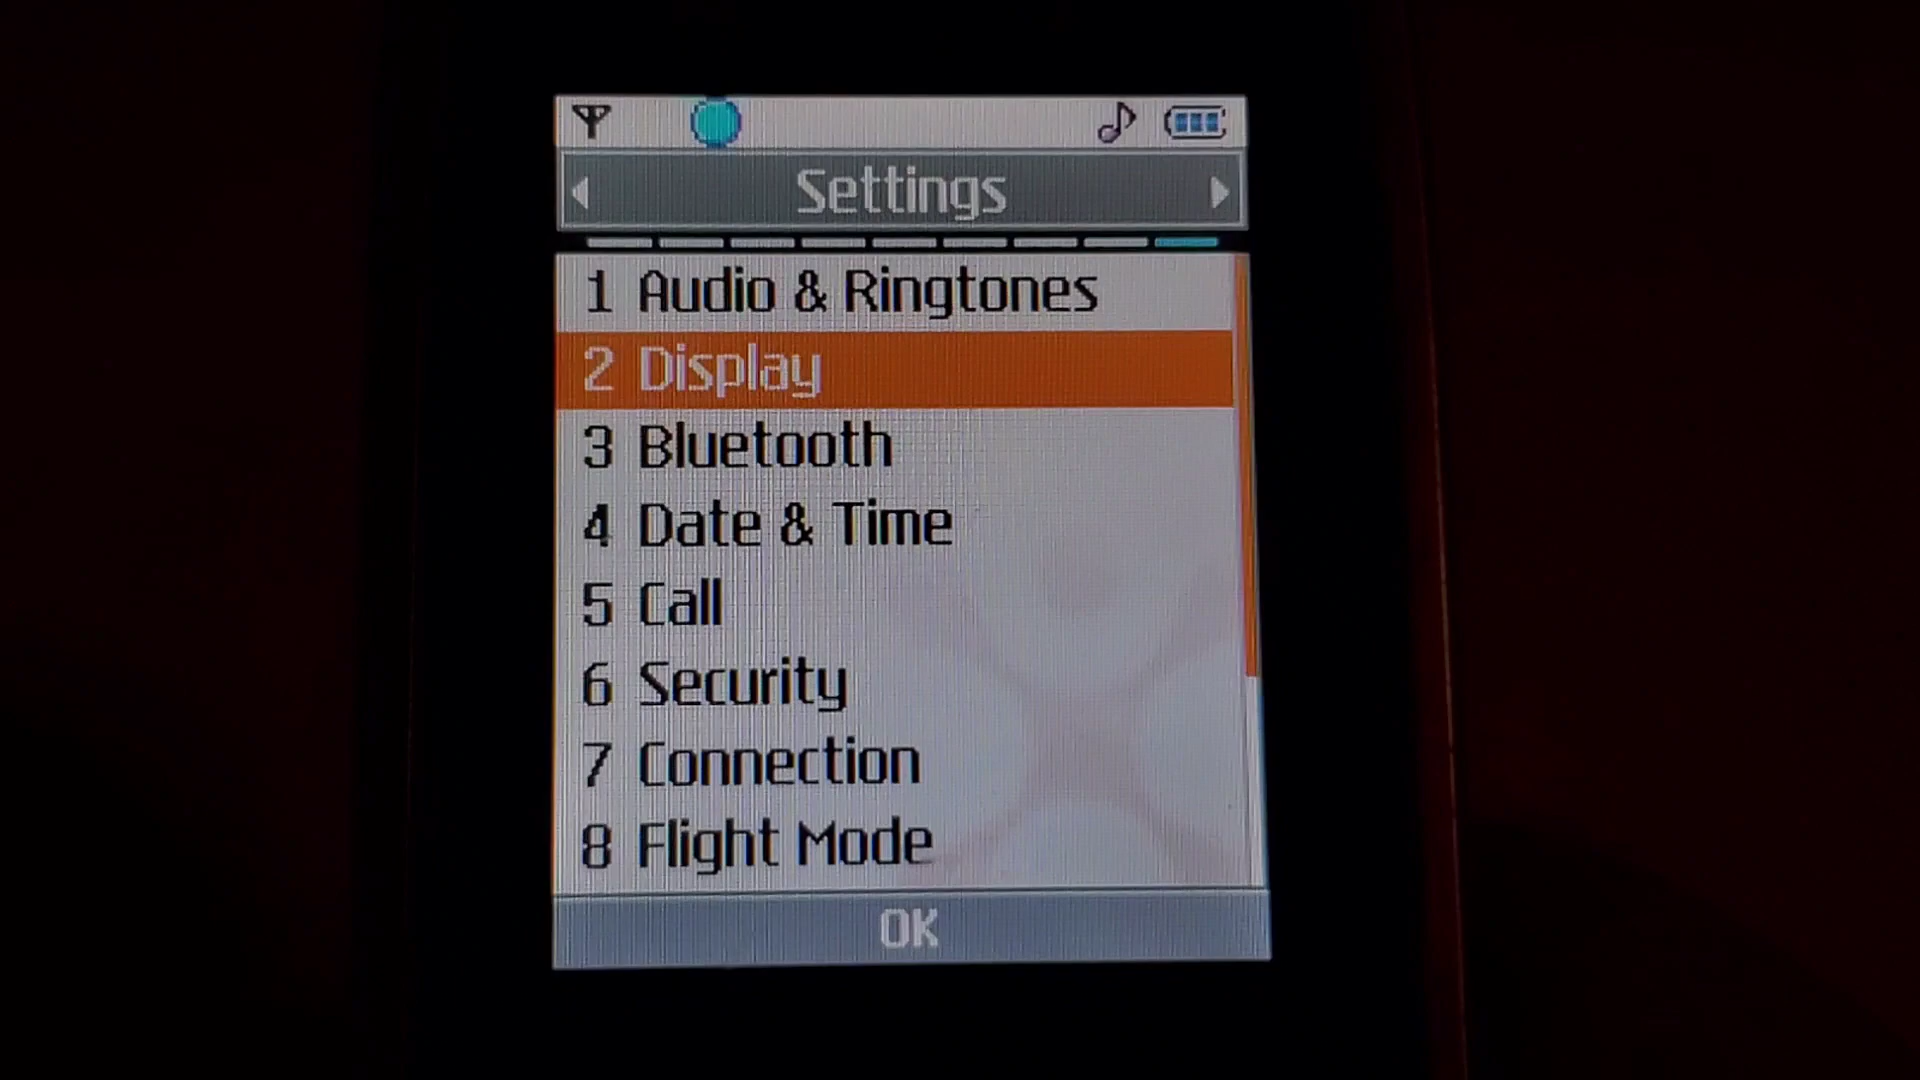 Settings
1 Audio & Ringtones
2 Display
3 Bluetooth
4 Date & Time
5 Call
6 Security
7 Connection
8 Flight Mode
OK